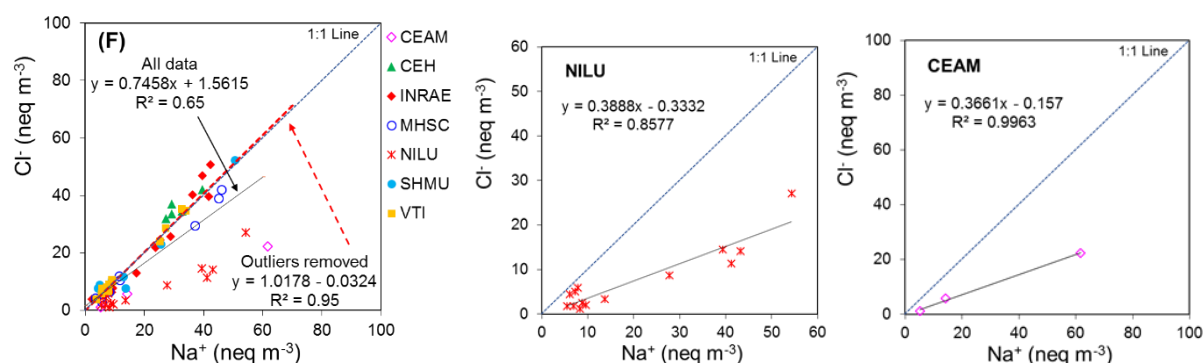 (F)
1:1 Line
All data
y = 0.7458x + 1.5615
R² = 0.65
Outliers removed
y = 1.0178 - 0.0324
R² = 0.95
Cl⁻ (neq m⁻³)
100
80
60
40
20
0
0 20 40 60 80 100
Na⁺ (neq m⁻³)
CEAM
CEH
INRAE
MHSC
NILU
SHMU
VTI
NILU
1:1 Line
y = 0.3888x - 0.3332
R² = 0.8577
Cl⁻ (neq m⁻³)
60
50
40
30
20
10
0
0 10 20 30 40 50 60
Na⁺ (neq m⁻³)
CEAM
1:1 Line
y = 0.3661x - 0.157
R² = 0.9963
Cl⁻ (neq m⁻³)
100
80
60
40
20
0
0 20 40 60 80 100
Na⁺ (neq m⁻³)